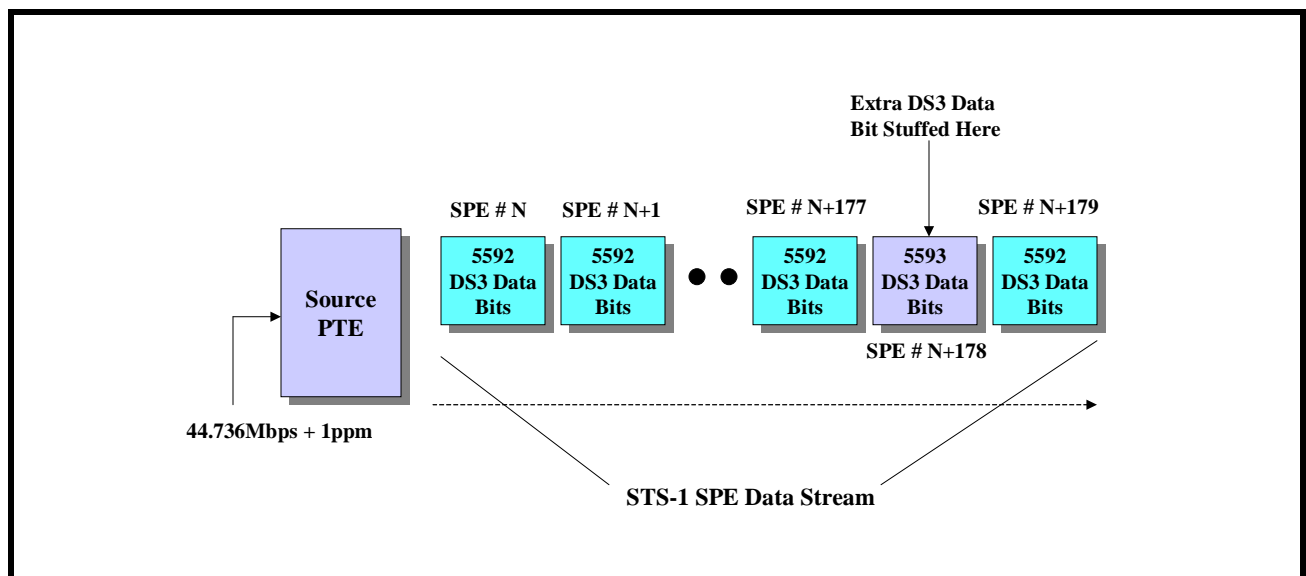 Extra DS3 Data
Bit Stuffed Here
SPE # N
SPE # N+1
SPE # N+177
SPE # N+179
Source
PTE
5592
DS3 Data
Bits
5592
DS3 Data
Bits
5592
DS3 Data
Bits
5593
DS3 Data
Bits
5592
DS3 Data
Bits
SPE # N+178
44.736Mbps + 1ppm
STS-1 SPE Data Stream